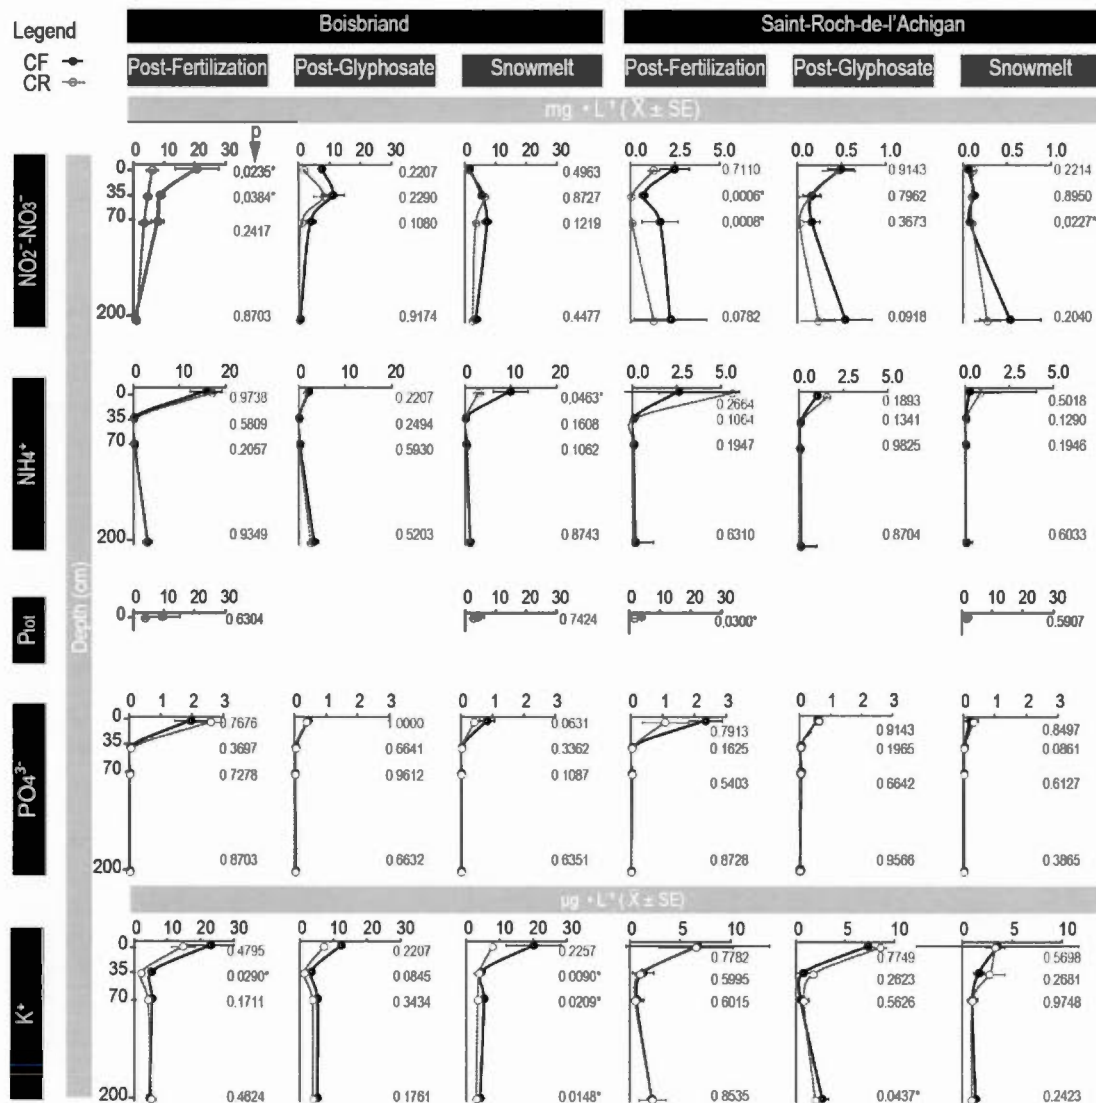 Legend
CF
CR
Boisbriand Saint-Roch-de-l'Achigan
Post-Fertilization Post-Glyphosate Snowmelt Post-Fertilization Post-Glyphosate Snowmelt
mg • L⁻¹ ( X̄ ± SE)
p
Depth (cm)
NO2⁻-NO3⁻
0 10 20 30 0 10 20 30 0 10 20 30 0 2.5 5.0 0.0 0.5 1.0 0.0 0.5 1.0
0 0,0235* 0.2207 0.4963 0 7110 0.9143 0 2214
35 0,0384* 0 2290 0.8727 0,0006* 0 7962 0 8950
70 0.2417 0 1080 0.1219 0,0008* 0 3673 0,0227*
200 0.8703 0 9174 0.4477 0.0782 0.0918 0.2040
NH4⁺
0 10 20 0 10 20 0 10 20 0 2.5 5.0 0 2.5 5.0 0 2.5 5.0
0 0.9738 0.2207 0,0463* 0.2664 0.1893 0.5018
35 0.5809 0.2494 0.1608 0.1064 0.1341 0.1290
70 0.2057 0.5930 0 1062 0.1947 0.9825 0.1946
200 0.9349 0.5203 0.8743 0.6310 0 8704 0.6033
Ptot
0 10 20 30 0 10 20 30 0 10 20 30 0 10 20 30
0 0.6304 0.7424 0,0300* 0.5907
PO4³⁻
0 1 2 3 0 1 2 3 0 1 2 3 0 1 2 3 0 1 2 3 0 1 2 3
0 0.7676 1.0000 0.0631 0.7913 0.9143 0.8497
35 0.3697 0.6641 0.3362 0.1625 0.1965 0.0861
70 0.7278 0.9612 0.1087 0.5403 0 6642 0.6127
200 0 8703 0 6632 0.6351 0 8728 0.9566 0.3865
µg • L⁻¹ ( X̄ ± SE)
K⁺
0 10 20 30 0 10 20 30 0 10 20 30 0 5 10 0 5 10 0 5 10
0 0.4795 0.2207 0.2257 0.7782 0.7749 0.5698
35 0.0290* 0.0845 0.0090* 0.5995 0.2623 0.2681
70 0.1711 0.3434 0.0209* 0 6015 0.5626 0.9748
200 0.4624 0.1761 0.0148* 0 8535 0.0437* 0.2423